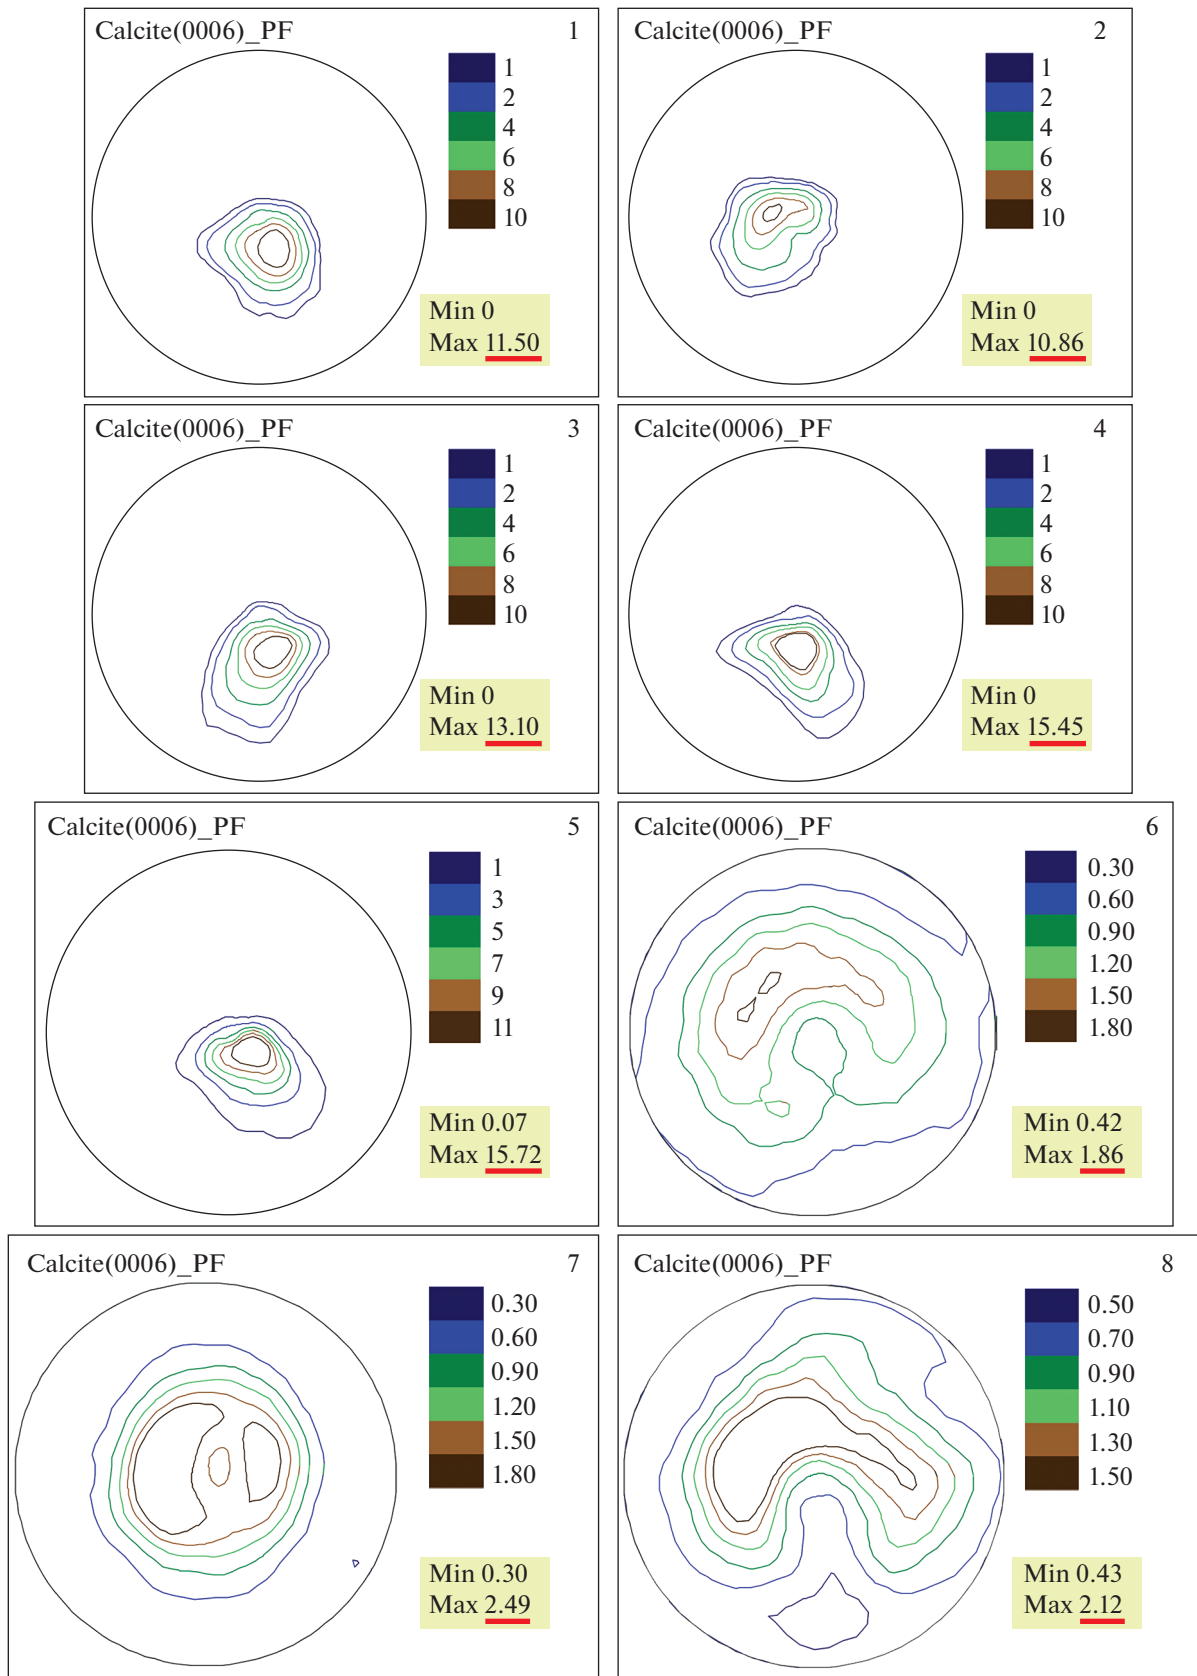 Calcite(0006)_PF 1
1
2
4
6
8
10
Min 0
Max 11.50
Calcite(0006)_PF 2
1
2
4
6
8
10
Min 0
Max 10.86
Calcite(0006)_PF 3
1
2
4
6
8
10
Min 0
Max 13.10
Calcite(0006)_PF 4
1
2
4
6
8
10
Min 0
Max 15.45
Calcite(0006)_PF 5
1
3
5
7
9
11
Min 0.07
Max 15.72
Calcite(0006)_PF 6
0.30
0.60
0.90
1.20
1.50
1.80
Min 0.42
Max 1.86
Calcite(0006)_PF 7
0.30
0.60
0.90
1.20
1.50
1.80
Min 0.30
Max 2.49
Calcite(0006)_PF 8
0.50
0.70
0.90
1.10
1.30
1.50
Min 0.43
Max 2.12